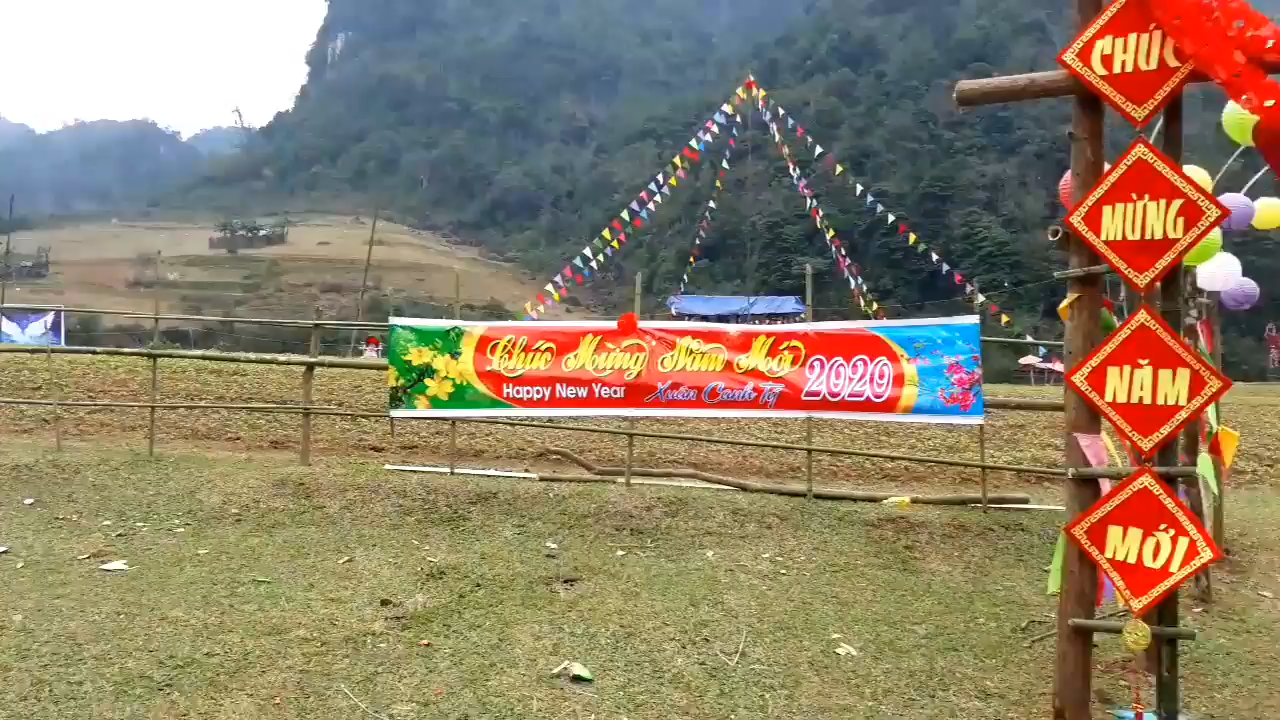 Chúc Mừng Năm Mới 2020
Happy New Year Xuân Canh Tý
CHÚC
MỪNG
NĂM
MỚI